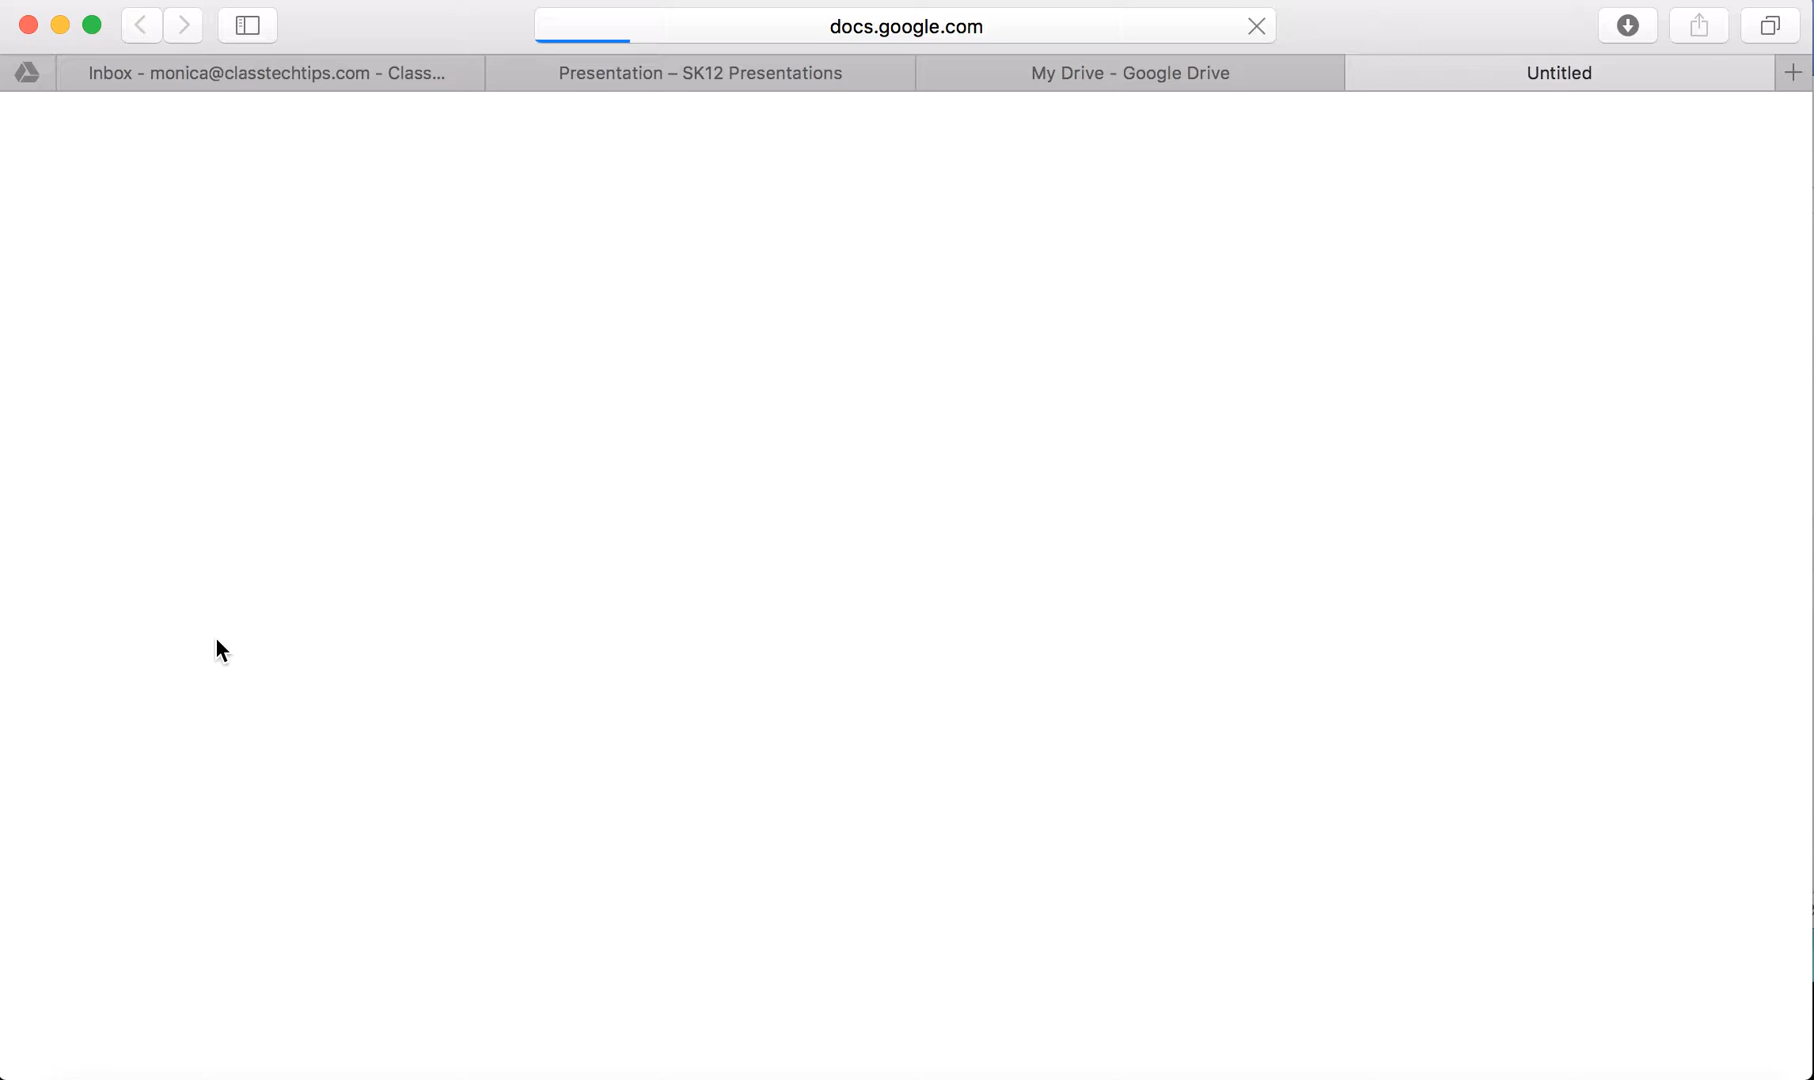 docs.google.com
Inbox - monica@classtechtips.com - Class...
Presentation – SK12 Presentations
My Drive - Google Drive
Untitled